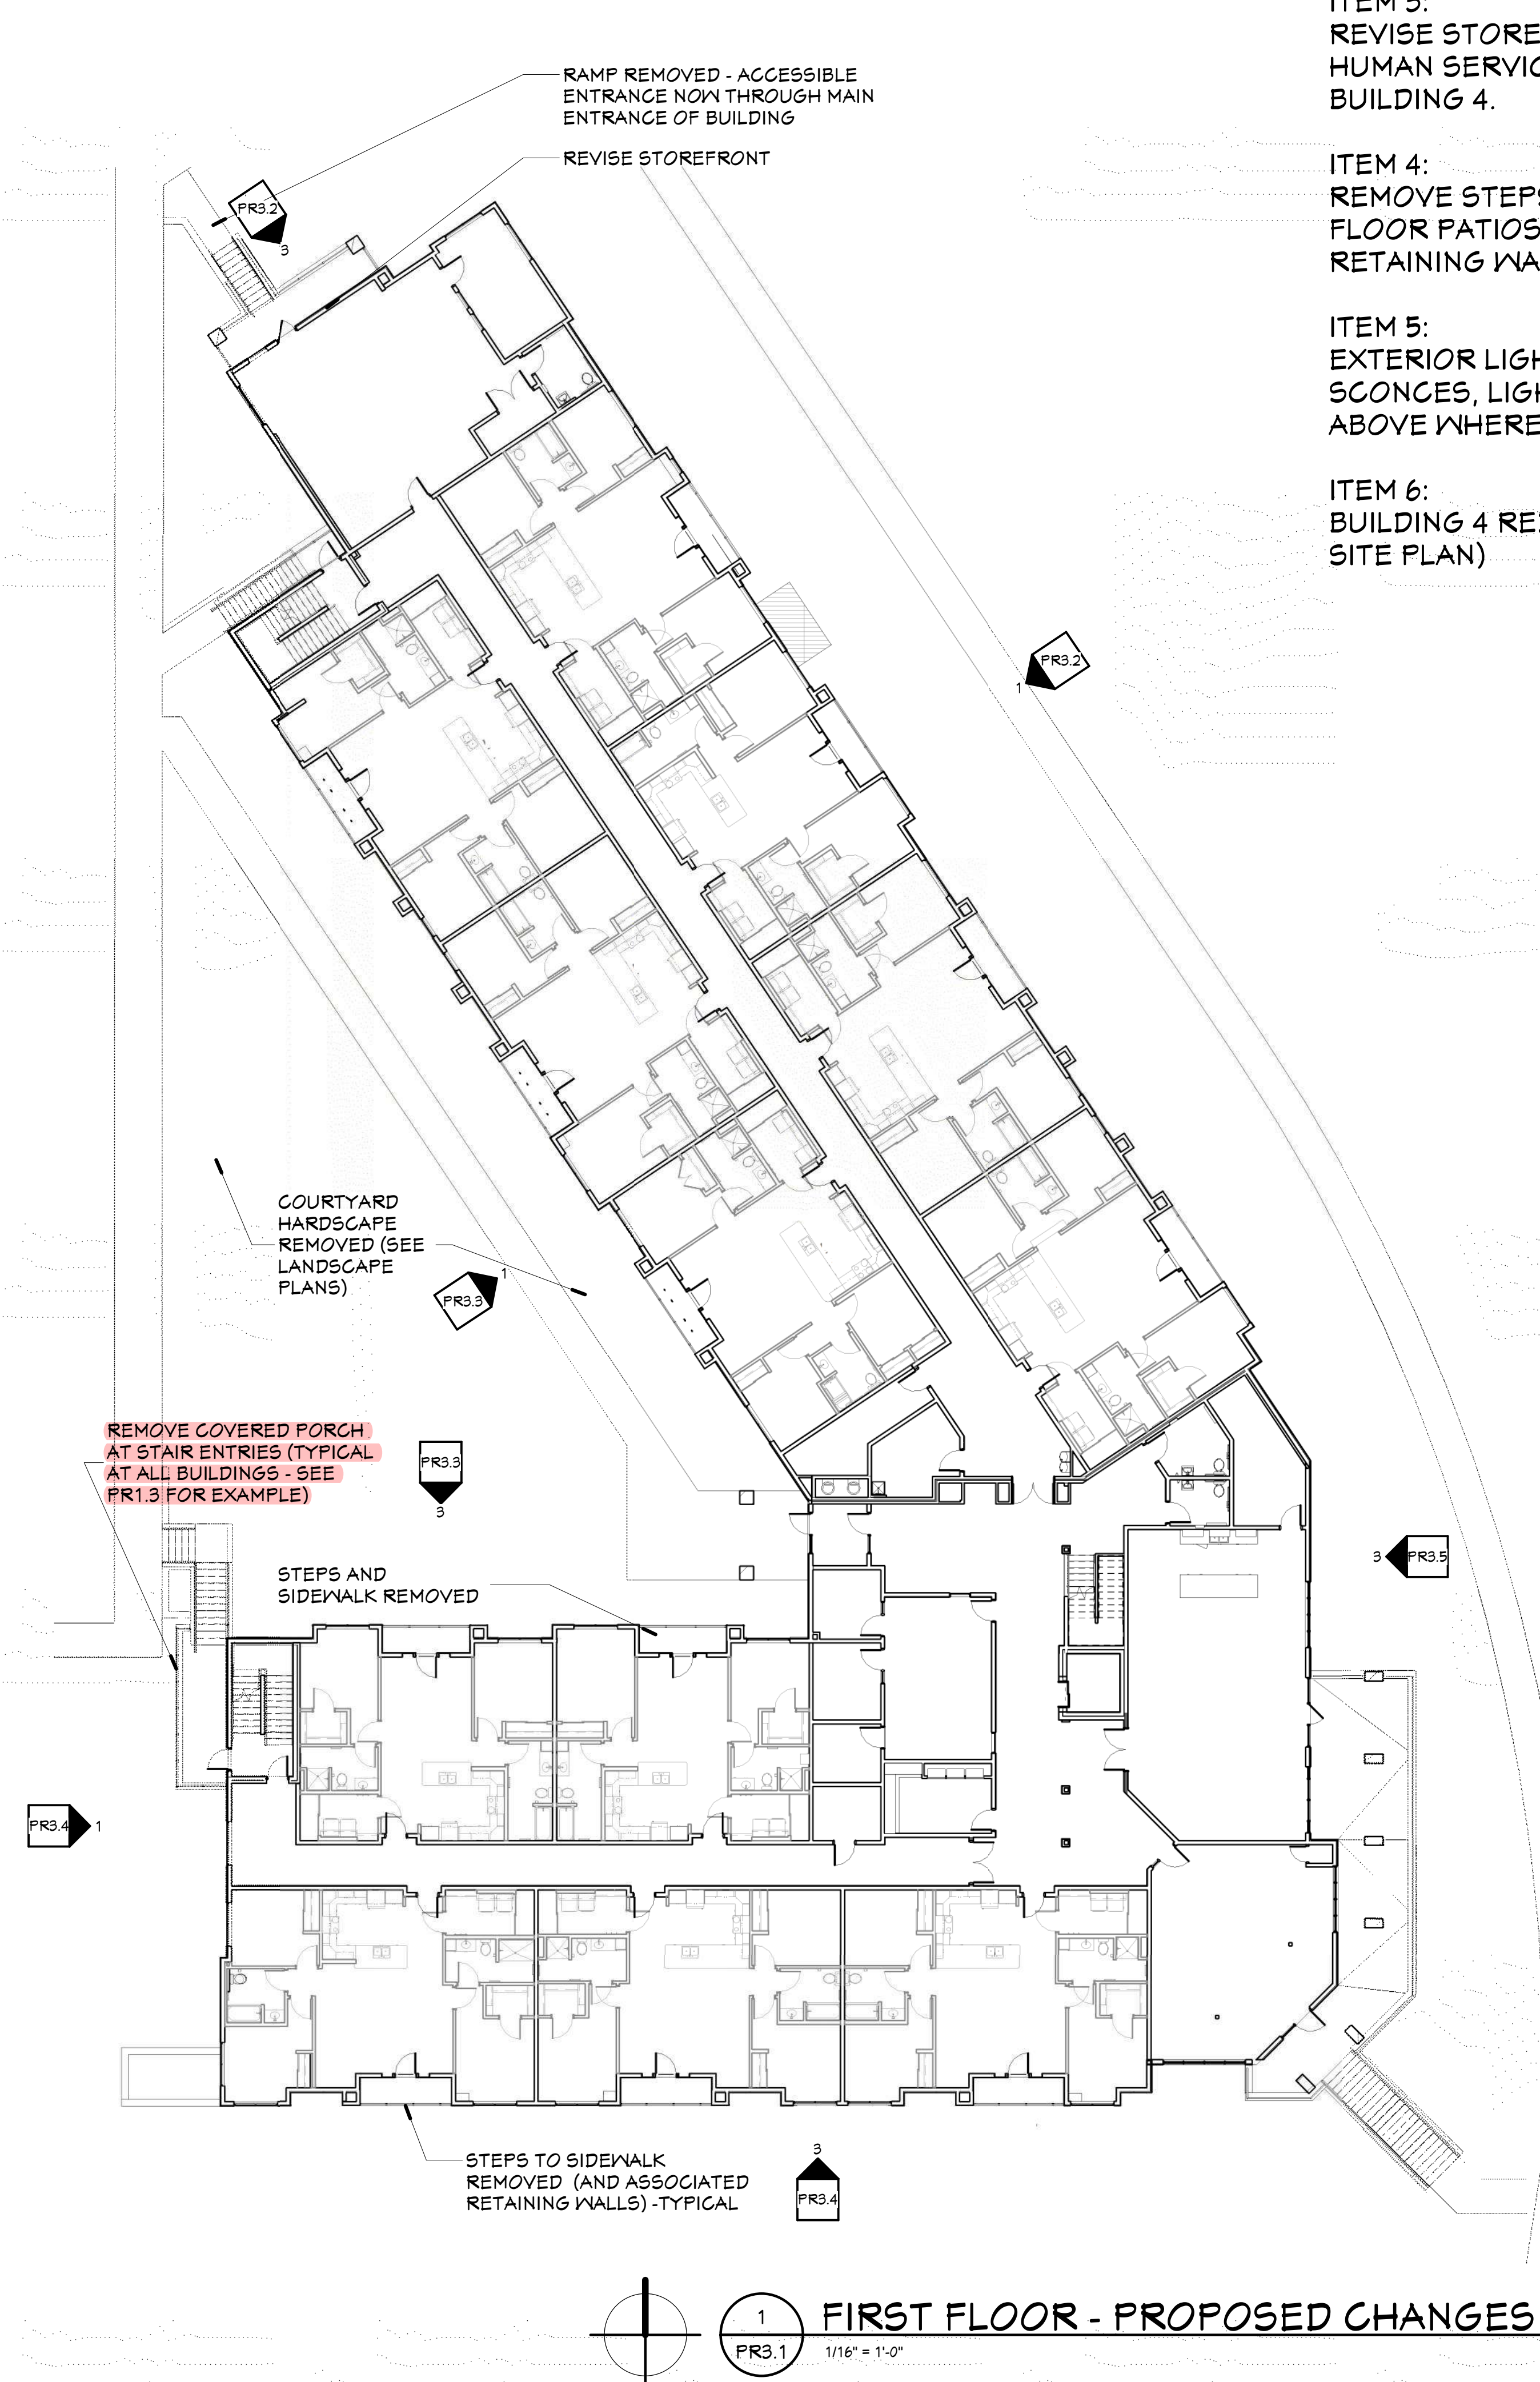 ITEM 3:
REVISE STORE
HUMAN SERVIC
BUILDING 4.
ITEM 4:
REMOVE STEPS
FLOOR PATIOS
RETAINING WA
ITEM 5:
EXTERIOR LIGH
SCONCES, LIGH
ABOVE WHERE
ITEM 6:
BUILDING 4 RE
SITE PLAN)
RAMP REMOVED - ACCESSIBLE
ENTRANCE NOW THROUGH MAIN
ENTRANCE OF BUILDING
REVISE STOREFRONT
PR3.2
3
PR3.2
1
COURTYARD
HARDSCAPE
REMOVED (SEE
LANDSCAPE
PLANS)
PR3.3
1
REMOVE COVERED PORCH
AT STAIR ENTRIES (TYPICAL
AT ALL BUILDINGS - SEE
PR1.3 FOR EXAMPLE)
PR3.3
3
3
PR3.5
STEPS AND
SIDEWALK REMOVED
PR3.4
1
STEPS TO SIDEWALK
REMOVED (AND ASSOCIATED
RETAINING WALLS) -TYPICAL
3
PR3.4
1
PR3.1
FIRST FLOOR - PROPOSED CHANGES
1/16" = 1'-0"